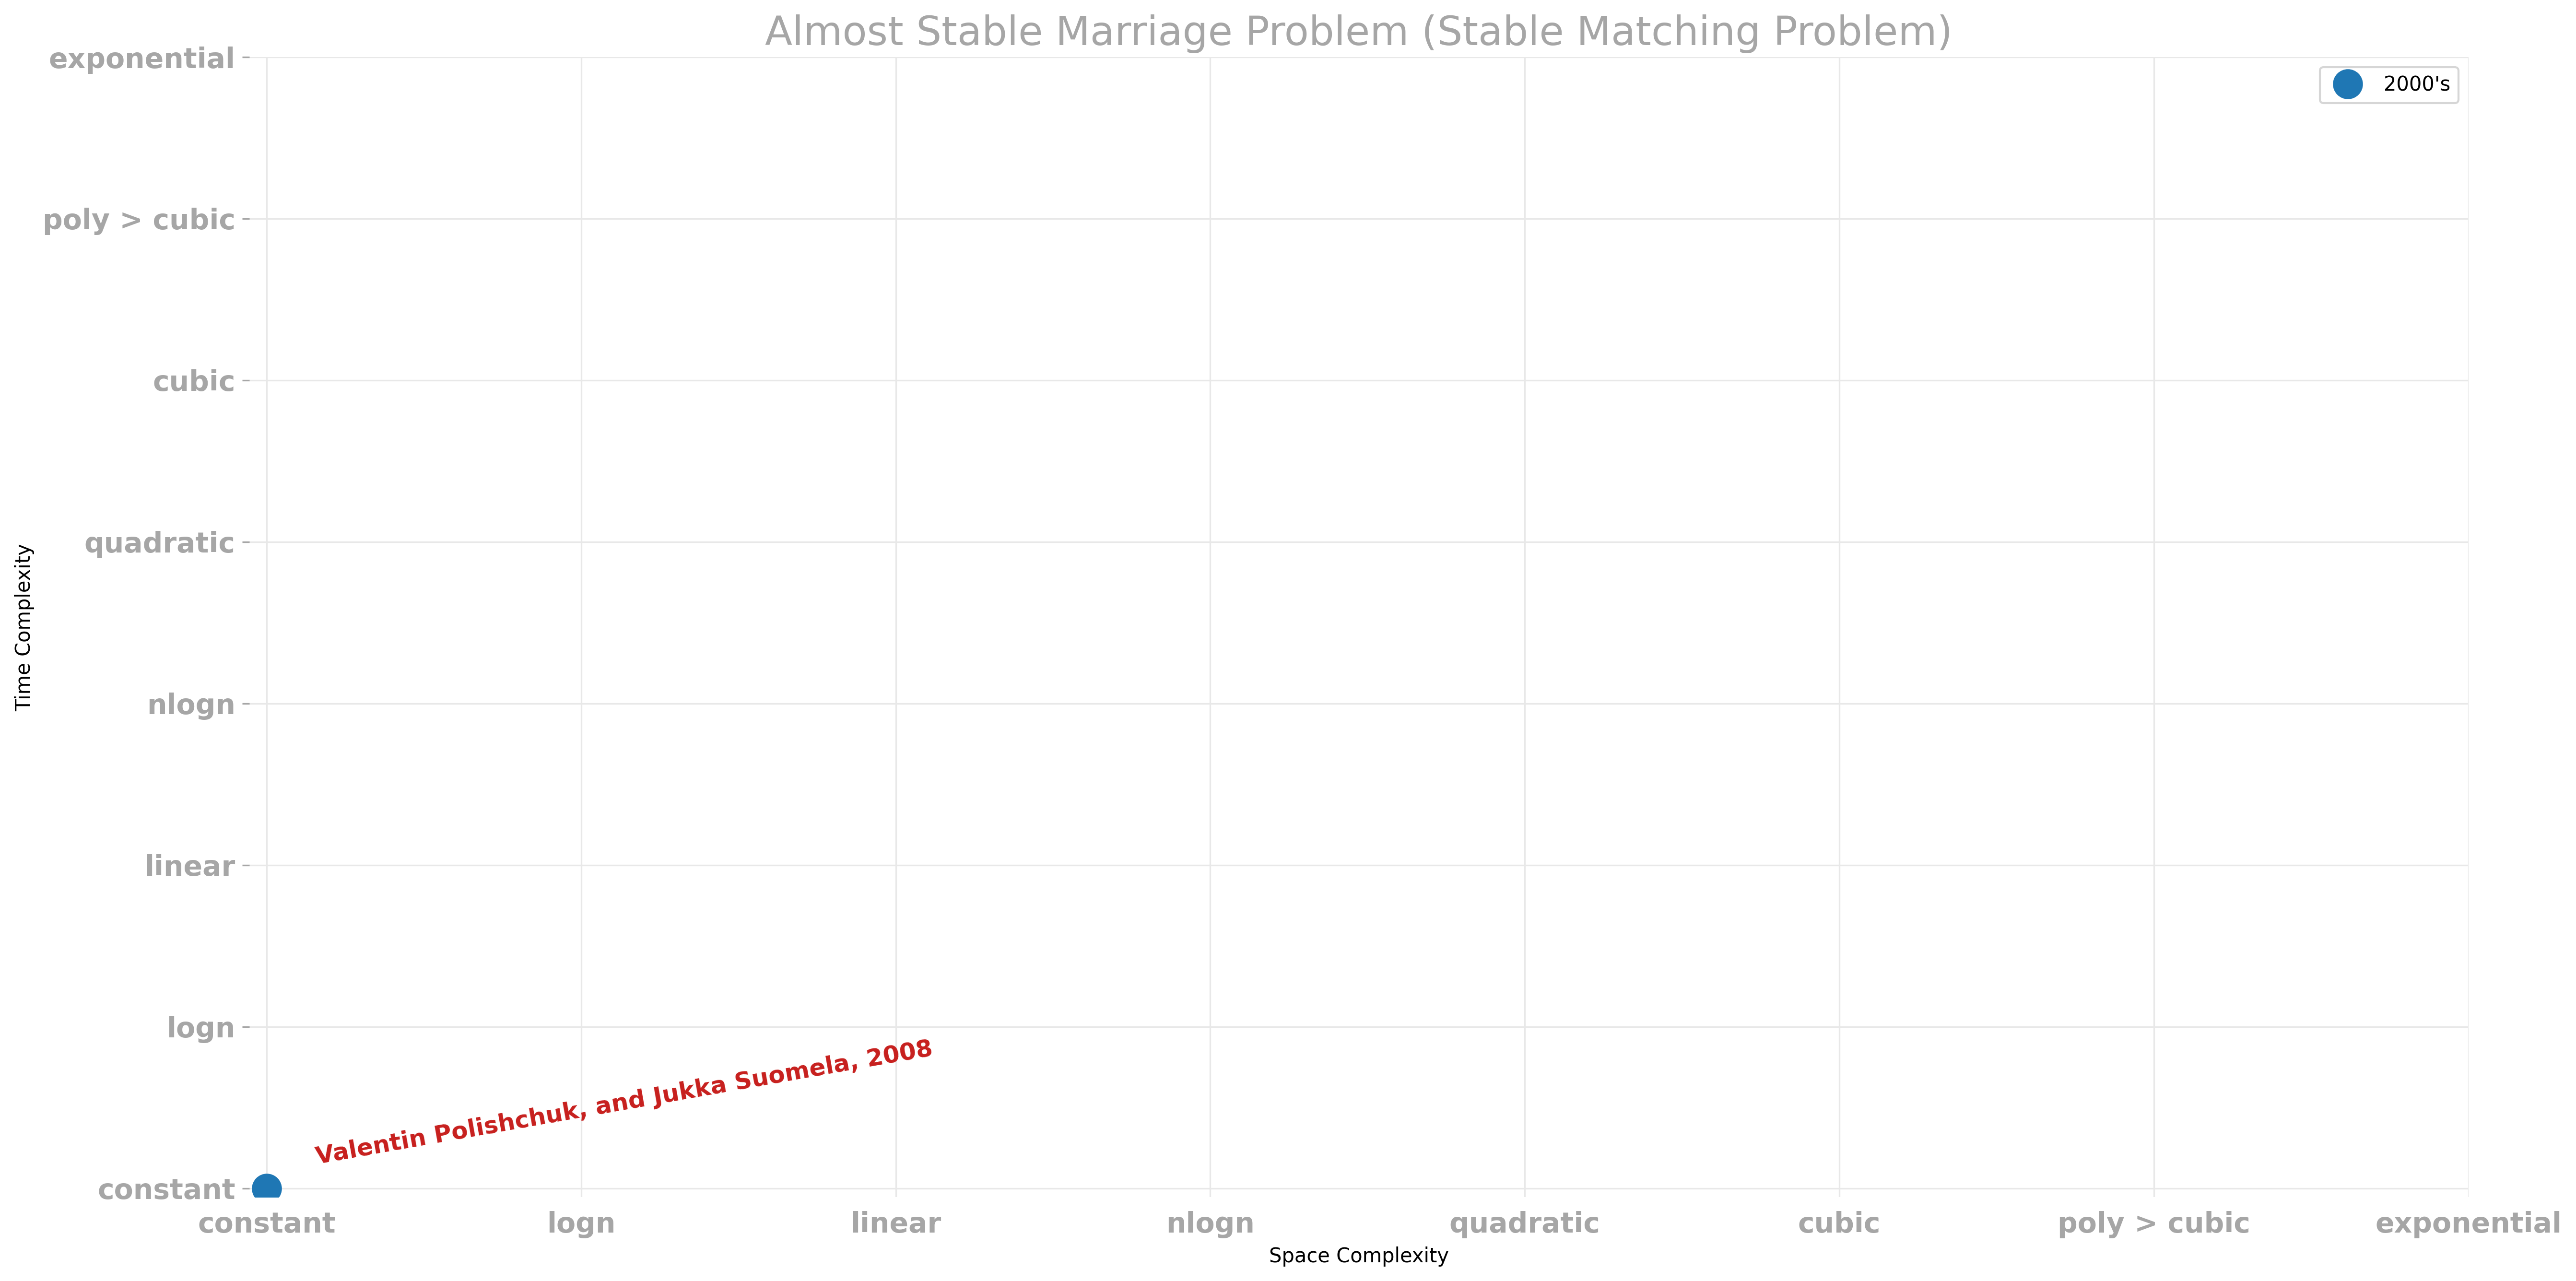 Almost Stable Marriage Problem (Stable Matching Problem)
2000's
Time Complexity
exponential
poly > cubic
cubic
quadratic
nlogn
linear
logn
constant
Valentin Polishchuk, and Jukka Suomela, 2008
constant logn linear nlogn quadratic cubic poly > cubic exponential
Space Complexity